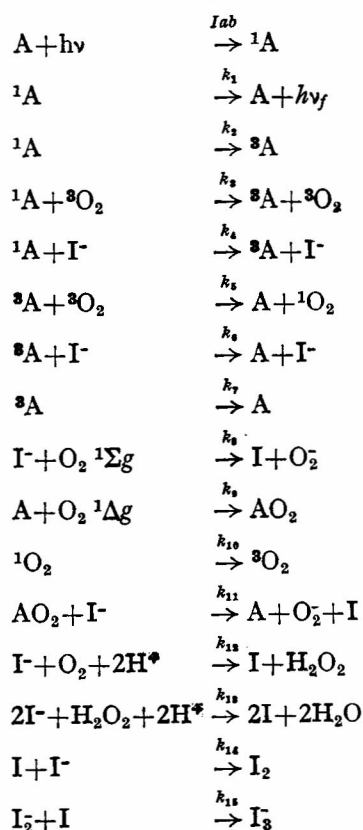 A+hν Iab → ¹A
¹A k₁ → A+hνf
¹A k₂ → ³A
¹A+³O₂ k₃ → ³A+³O₂
¹A+I⁻ k₄ → ³A+I⁻
³A+³O₂ k₅ → A+¹O₂
³A+I⁻ k₆ → A+I⁻
³A k₇ → A
I⁻+O₂ ¹Σg k₈ → I+O₂⁻
A+O₂ ¹Δg k₉ → AO₂
¹O₂ k₁₀ → ³O₂
AO₂+I⁻ k₁₁ → A+O₂⁻+I
I⁻+O₂+2H⁺ k₁₂ → I+H₂O₂
2I⁻+H₂O₂+2H⁺ k₁₃ → 2I+2H₂O
I+I⁻ k₁₄ → I₂
I₂⁻+I k₁₅ → I₃⁻